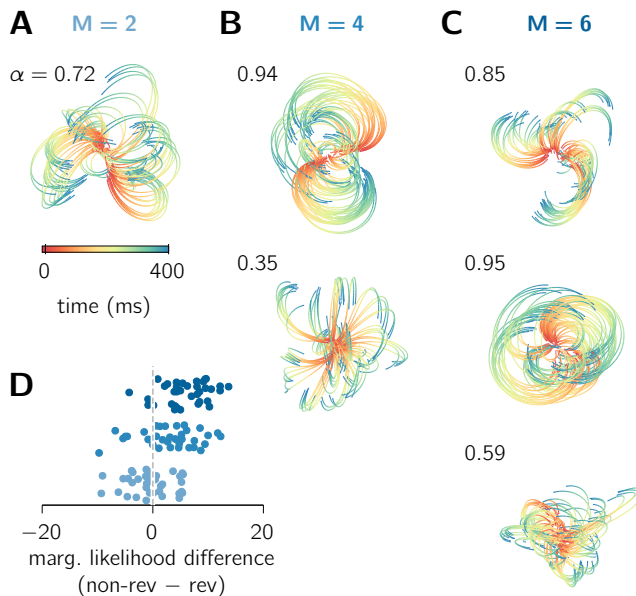 A
M = 2
B
M = 4
C
M = 6
α = 0.72
0.94
0.85
0
400
time (ms)
0.35
0.95
D
0.59
−20
0
20
marg. likelihood difference
(non-rev − rev)